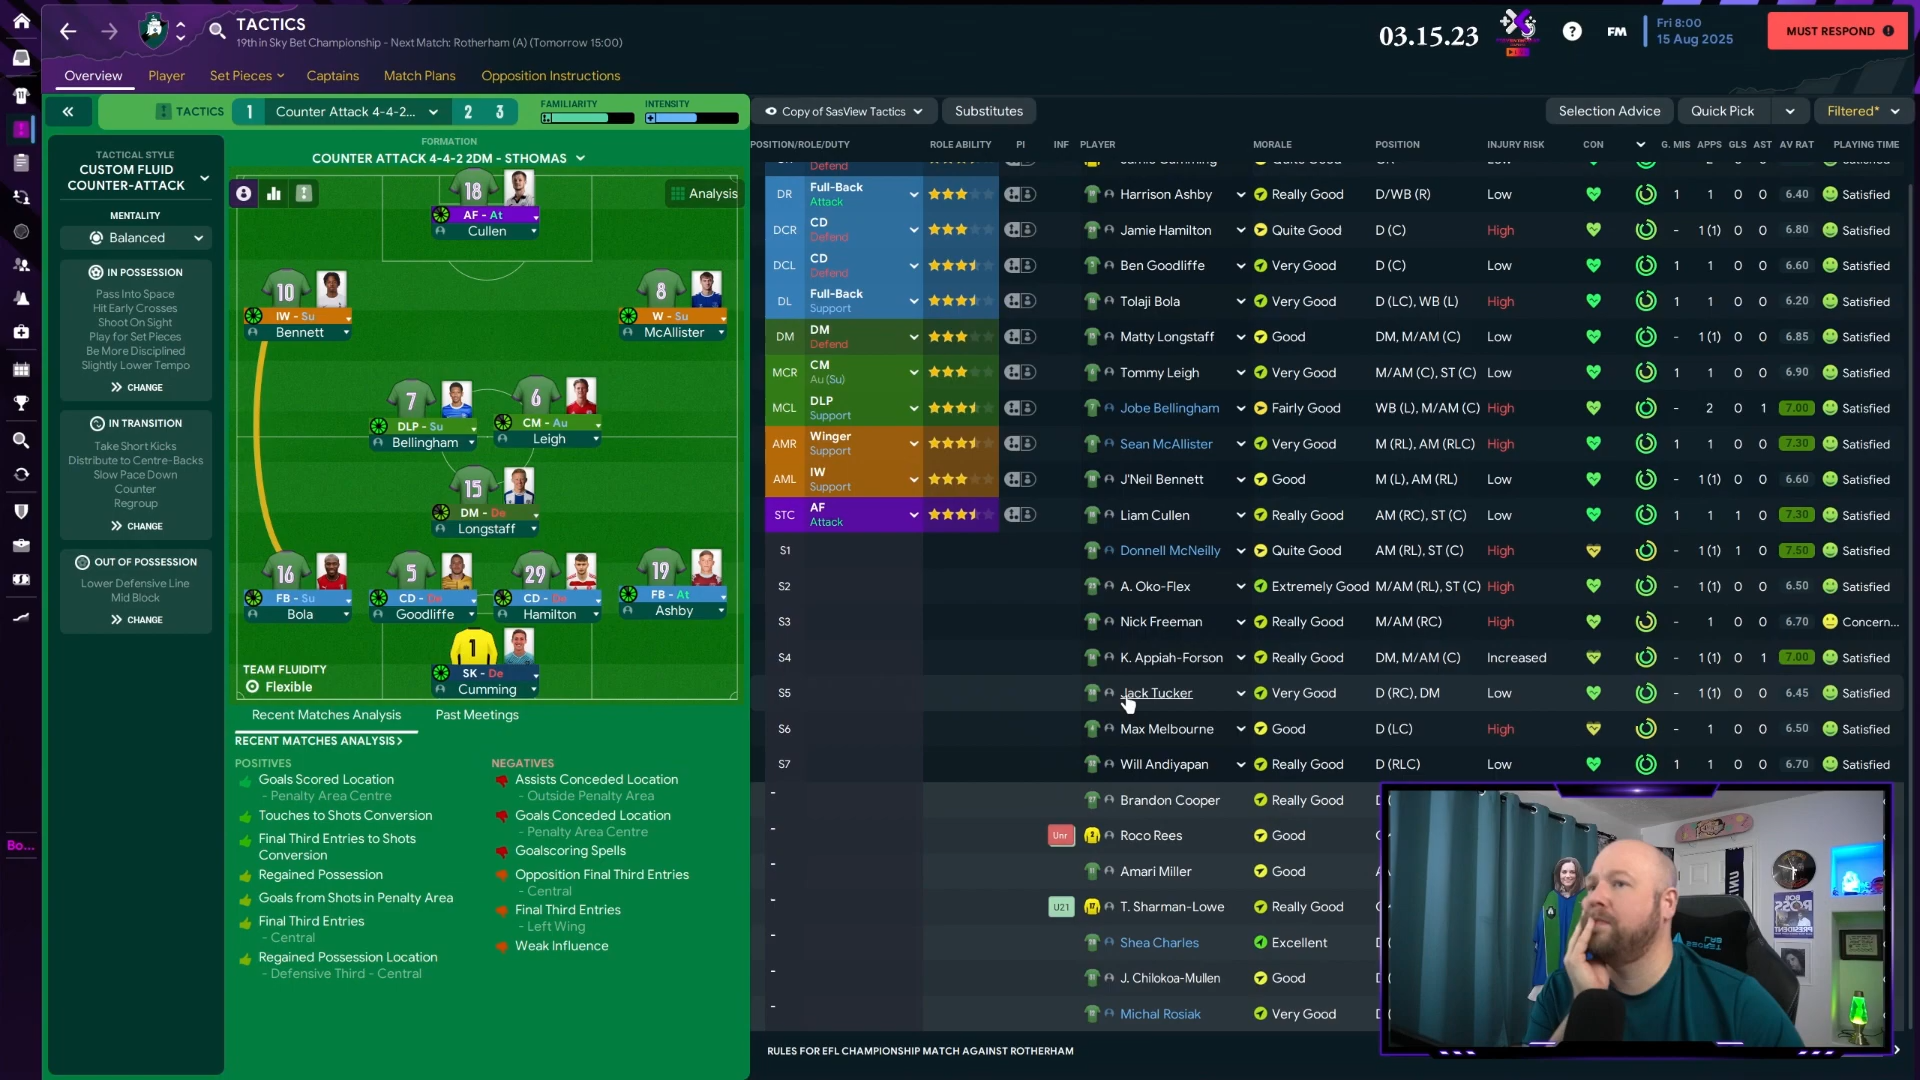 TACTICS
19th in Sky Bet Championship - Next Match: Rotherham (A) (Tomorrow 15:00)
03.15.23
FM
Fri 8:00
15 Aug 2025
MUST RESPOND
Overview
Player
Set Pieces
Captains
Match Plans
Opposition Instructions
TACTICS
1
Counter Attack 4-4-2...
2
3
FAMILIARITY
INTENSITY
Copy of SasView Tactics
Substitutes
Selection Advice
Quick Pick
Filtered*
TACTICAL STYLE
CUSTOM FLUID
COUNTER-ATTACK
MENTALITY
Balanced
IN POSSESSION
Pass Into Space
Hit Early Crosses
Shoot On Sight
Play for Set Pieces
Be More Disciplined
Slightly Lower Tempo
CHANGE
IN TRANSITION
Take Short Kicks
Distribute to Centre-Backs
Slow Pace Down
Counter
Regroup
CHANGE
OUT OF POSSESSION
Lower Defensive Line
Mid Block
CHANGE
FORMATION
COUNTER ATTACK 4-4-2 2DM - STHOMAS
Analysis
18
AF - At
Cullen
10
IW - Su
Bennett
8
W - Su
McAllister
7
DLP - Su
Bellingham
6
CM - Au
Leigh
15
DM - De
Longstaff
16
FB - Su
Bola
5
CD - De
Goodliffe
29
CD - De
Hamilton
19
FB - At
Ashby
1
SK - De
Cumming
TEAM FLUIDITY
Flexible
Recent Matches Analysis
Past Meetings
RECENT MATCHES ANALYSIS>
POSITIVES
Goals Scored Location
- Penalty Area Centre
Touches to Shots Conversion
Final Third Entries to Shots
Conversion
Regained Possession
Goals from Shots in Penalty Area
Final Third Entries
- Central
Regained Possession Location
- Defensive Third - Central
NEGATIVES
Assists Conceded Location
- Outside Penalty Area
Goals Conceded Location
- Penalty Area Centre
Goalscoring Spells
Opposition Final Third Entries
- Central
Final Third Entries
- Left Wing
Weak Influence
POSITION/ROLE/DUTY ROLE ABILITY PI INF PLAYER MORALE POSITION INJURY RISK CON G. MIS APPS GLS AST AV RAT PLAYING TIME
Defend
DR Full-Back Attack Harrison Ashby Really Good D/WB (R) Low 1 1 0 0 6.40 Satisfied
DCR CD Defend Jamie Hamilton Quite Good D (C) High - 1 (1) 0 0 6.80 Satisfied
DCL CD Defend Ben Goodliffe Very Good D (C) Low 1 1 0 0 6.60 Satisfied
DL Full-Back Support Tolaji Bola Very Good D (LC), WB (L) High 1 1 0 0 6.20 Satisfied
DM DM Defend Matty Longstaff Good DM, M/AM (C) Low - 1 (1) 0 0 6.85 Satisfied
MCR CM Au (Su) Tommy Leigh Very Good M/AM (C), ST (C) Low 1 1 0 0 6.90 Satisfied
MCL DLP Support Jobe Bellingham Fairly Good WB (L), M/AM (C) High - 2 0 1 7.00 Satisfied
AMR Winger Support Sean McAllister Very Good M (RL), AM (RLC) High 1 1 0 0 7.30 Satisfied
AML IW Support J'Neil Bennett Good M (L), AM (RL) Low - 1 (1) 0 0 6.60 Satisfied
STC AF Attack Liam Cullen Really Good AM (RC), ST (C) Low 1 1 1 0 7.30 Satisfied
S1 Donnell McNeilly Quite Good AM (RL), ST (C) High - 1 (1) 1 0 7.50 Satisfied
S2 A. Oko-Flex Extremely Good M/AM (RL), ST (C) High - 1 (1) 0 0 6.50 Satisfied
S3 Nick Freeman Really Good M/AM (RC) High - 1 0 0 6.70 Concern...
S4 K. Appiah-Forson Really Good DM, M/AM (C) Increased - 1 (1) 0 1 7.00 Satisfied
S5 Jack Tucker Very Good D (RC), DM Low - 1 (1) 0 0 6.45 Satisfied
S6 Max Melbourne Good D (LC) High - 1 0 0 6.50 Satisfied
S7 Will Andiyapan Really Good D (RLC) Low 1 1 0 0 6.70 Satisfied
- Brandon Cooper Really Good
- Unr Roco Rees Good
- Amari Miller Good
- U21 T. Sharman-Lowe Really Good
- Shea Charles Excellent
- J. Chilokoa-Mullen Good
- Michal Rosiak Very Good
RULES FOR EFL CHAMPIONSHIP MATCH AGAINST ROTHERHAM
Bo...
BOB
ROSS